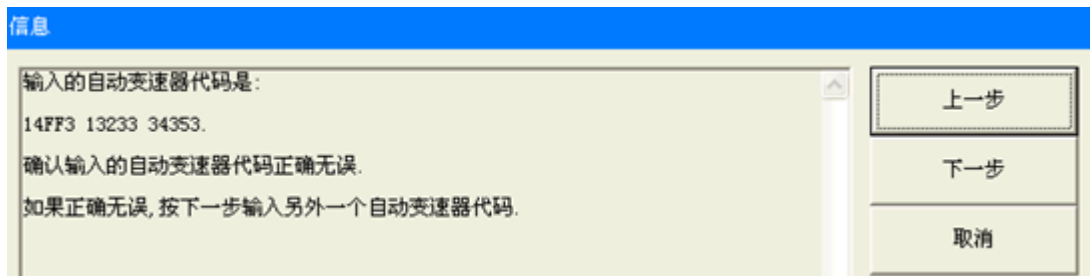 信息
输入的自动变速器代码是:
14FF3 13233 34353.
确认输入的自动变速器代码正确无误.
如果正确无误,按下一步输入另外一个自动变速器代码.
上一步
下一步
取消